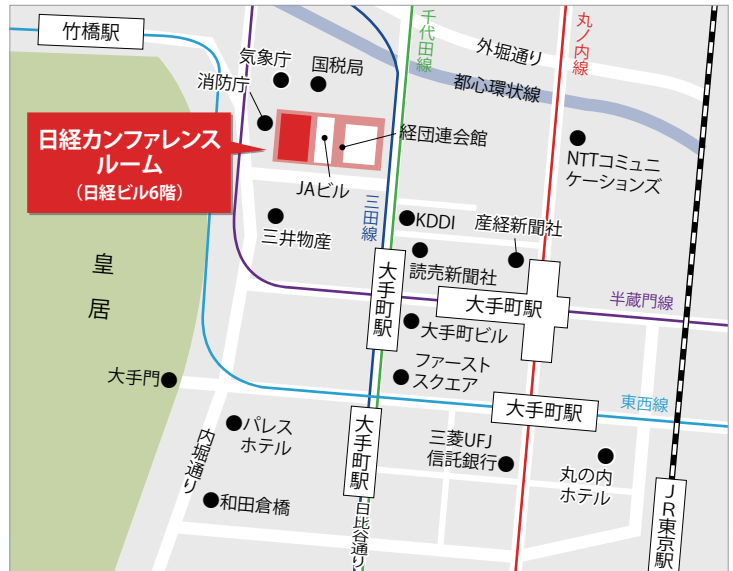 竹橋駅
千代田線
丸ノ内線
外堀通り
都心環状線
気象庁
国税局
消防庁
日経カンファレンス
ルーム
（日経ビル6階）
経団連会館
JAビル
NTTコミュニ
ケーションズ
三田線
三井物産
KDDI
産経新聞社
読売新聞社
皇居
大手町駅
大手町駅
半蔵門線
大手町ビル
ファースト
スクエア
大手門
大手町駅
東西線
パレス
ホテル
内堀通り
大手町駅
三菱UFJ
信託銀行
丸の内
ホテル
和田倉橋
日比谷通り
JR東京駅